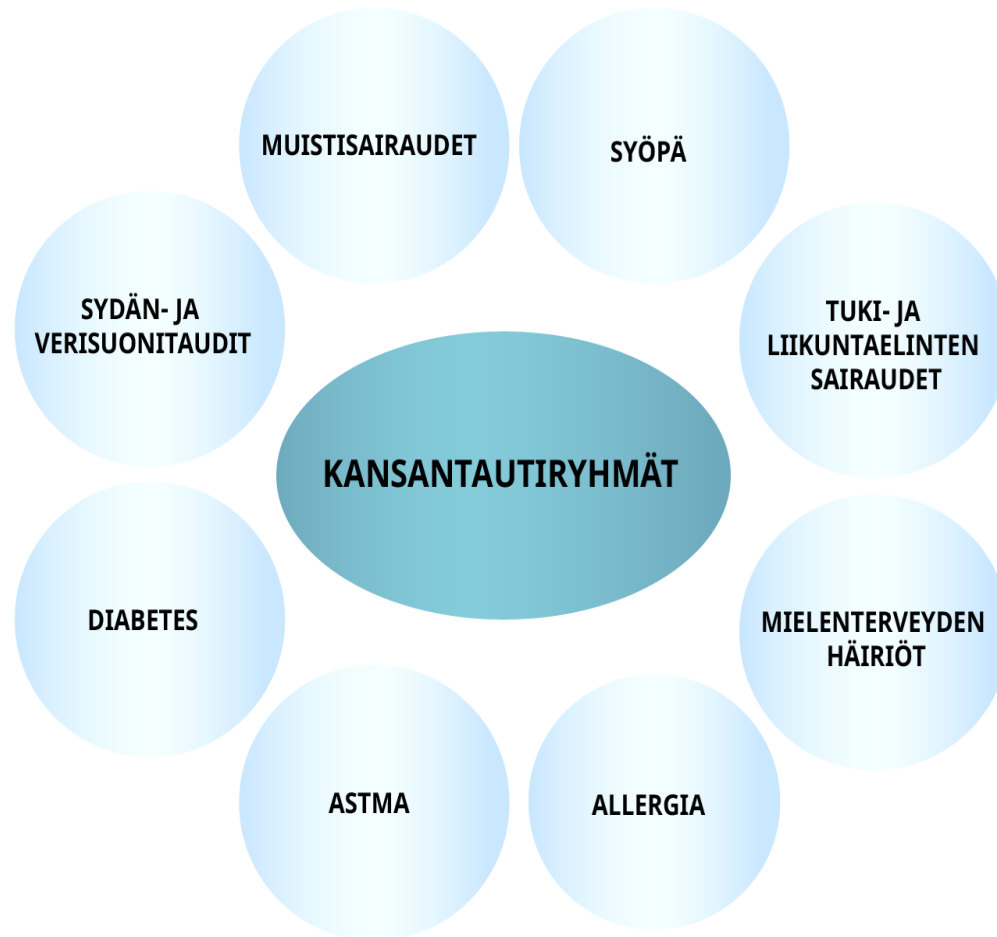 MUISTISAIRAUDET
SYÖPÄ
SYDÄN- JA
VERISUONITAUDIT
TUKI- JA
LIIKUNTAELINTEN
SAIRAUDET
KANSANTAUTIRYHMÄT
DIABETES
MIELENTERVEYDEN
HÄIRIÖT
ASTMA
ALLERGIA